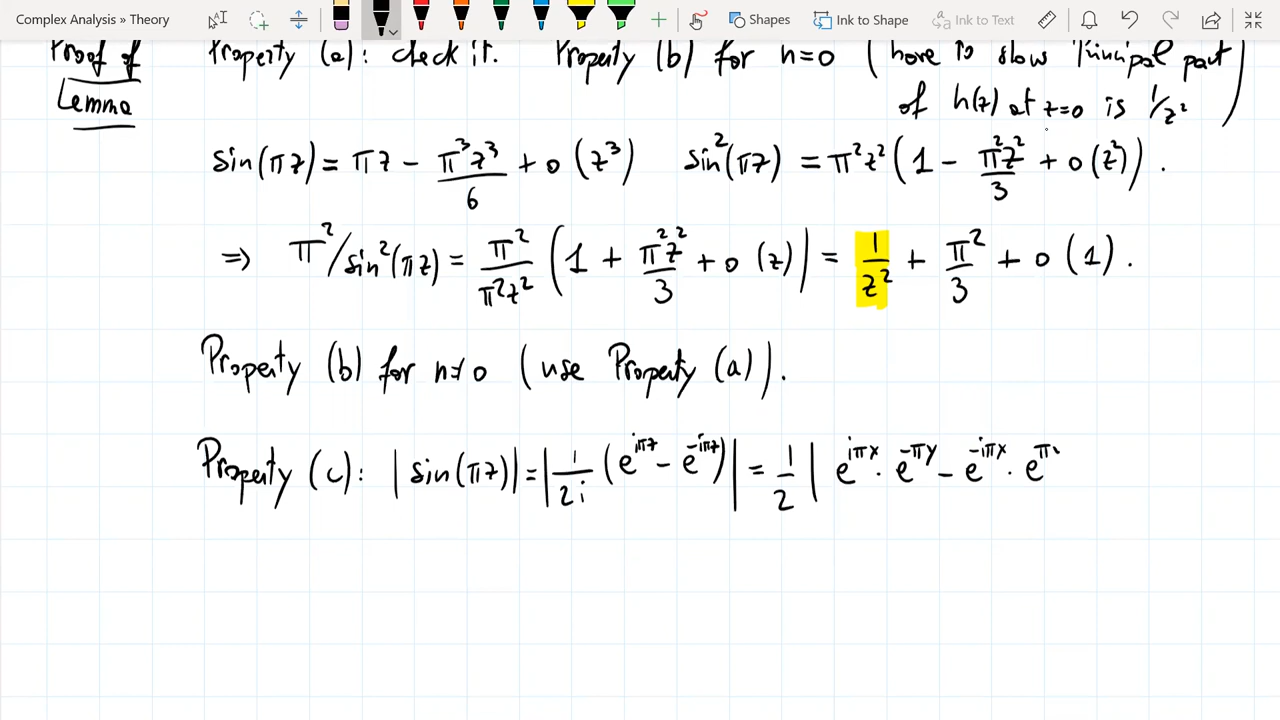 Complex Analysis » Theory Shapes Ink to Shape Ink to Text
Proof of Property (a): check it. Property (b) for n=0 (have to show Principal part
Lemma of h(z) at z=0 is 1/z²)
sin(πz) = πz − π³z³/6 + o(z³) sin²(πz) = π²z²(1 − π²z²/3 + o(z²)).
⇒ π²/sin²(πz) = π²/π²z² (1 + π²z²/3 + o(z)) = 1/z² + π²/3 + o(1).
Property (b) for n≠0 (use Property (a)).
Property (c): |sin(πz)| = |1/2i (e^{iπz} − e^{−iπz})| = 1/2 | e^{iπx} · e^{−πy} − e^{−iπx} · e^{π